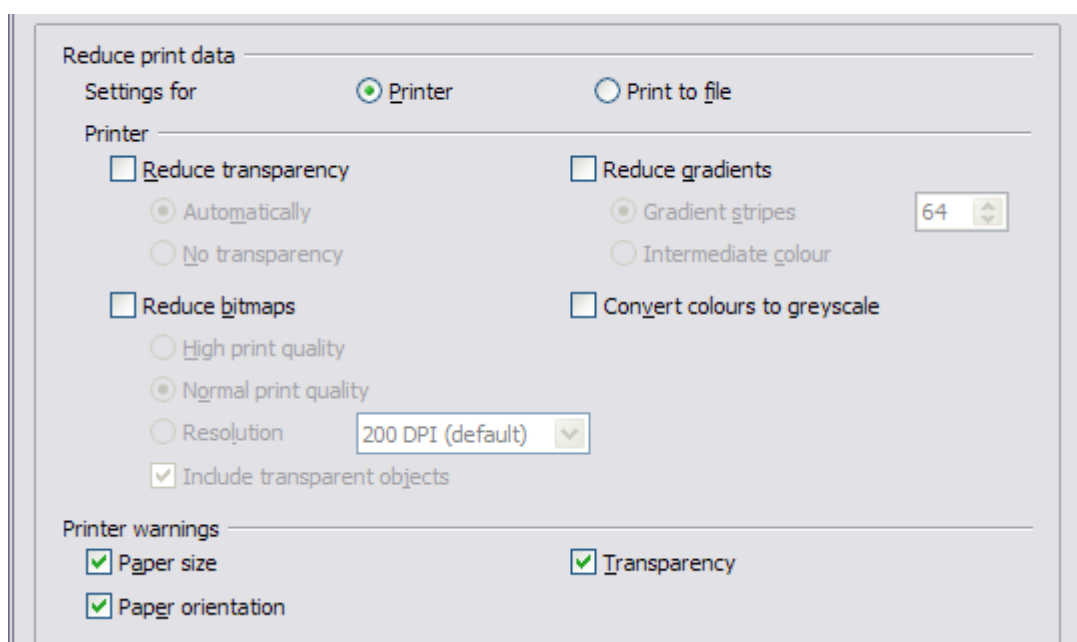 Reduce print data
Settings for Printer Print to file
Printer
Reduce transparency Reduce gradients
Automatically Gradient stripes 64
No transparency Intermediate colour
Reduce bitmaps Convert colours to greyscale
High print quality
Normal print quality
Resolution 200 DPI (default)
Include transparent objects
Printer warnings
Paper size Transparency
Paper orientation